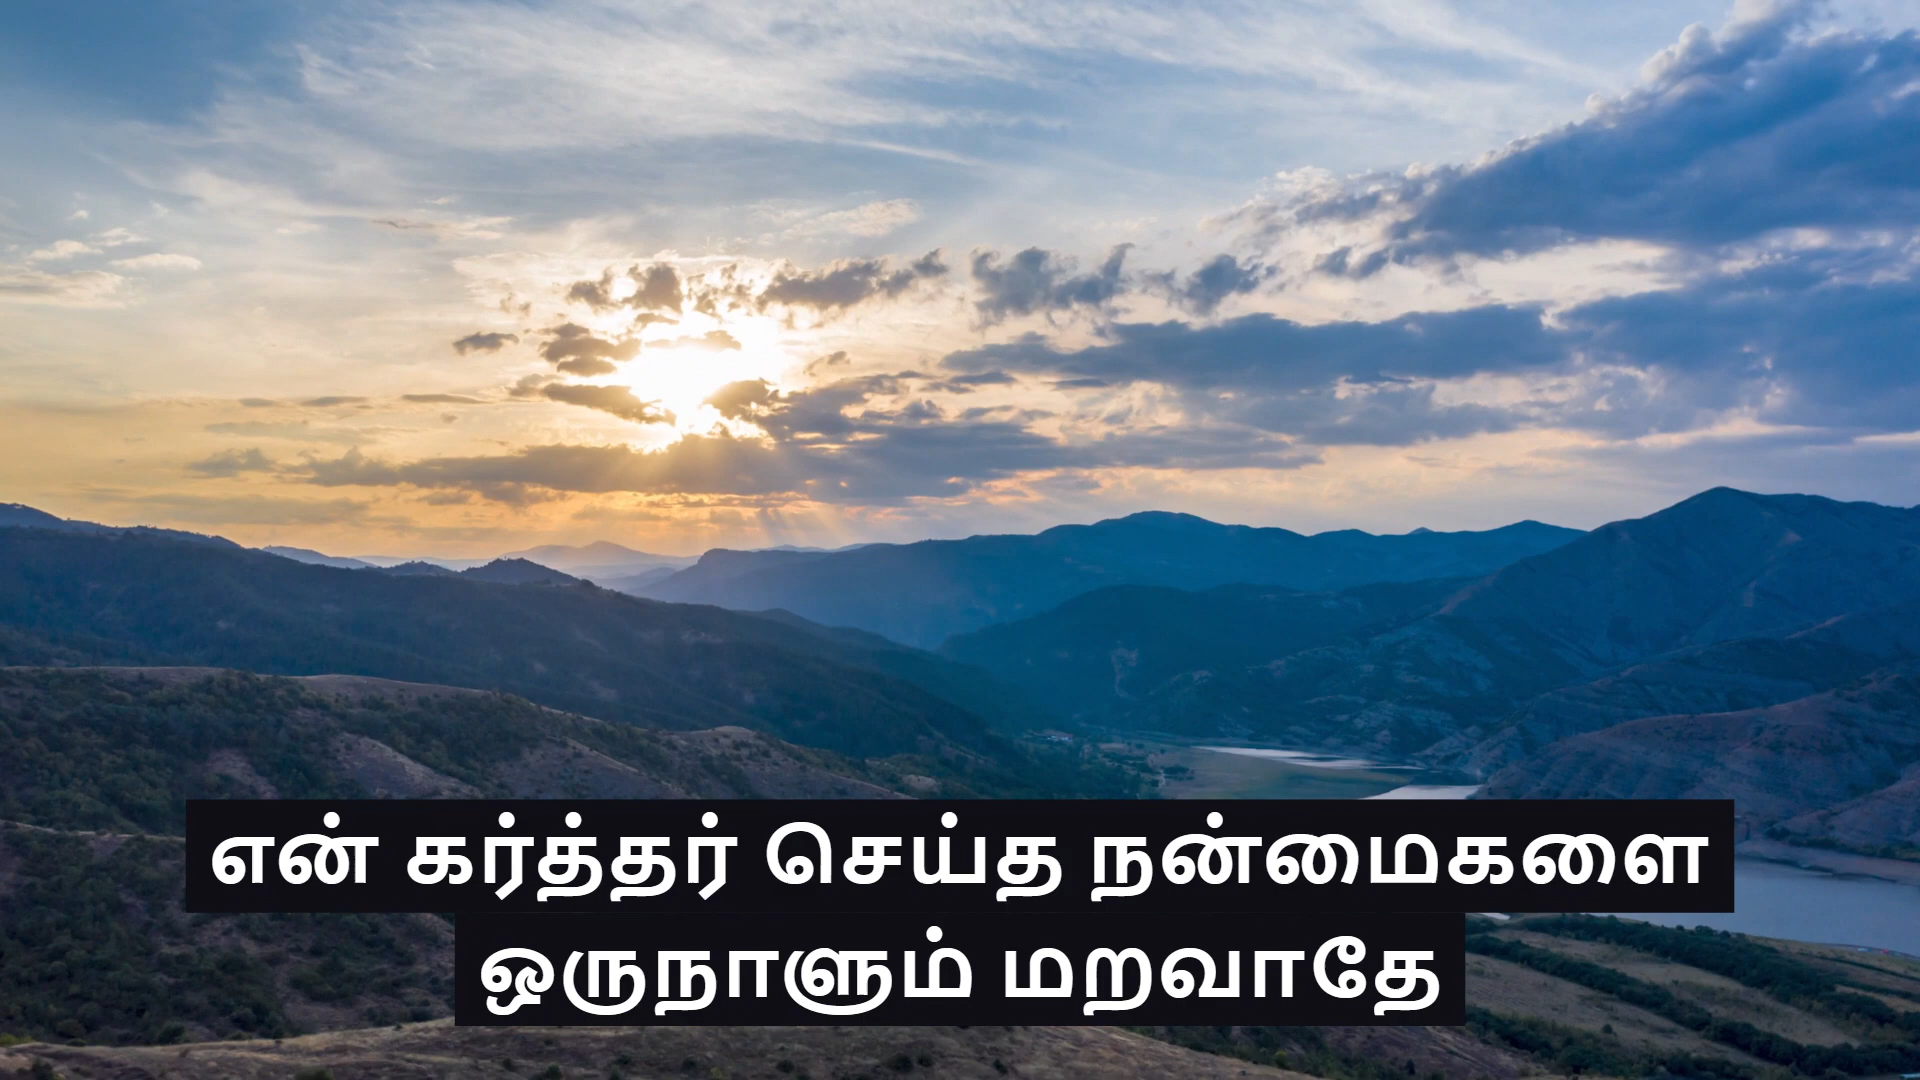 என் கர்த்தர் செய்த நன்மைகளை
ஒருநாளும் மறவாதே